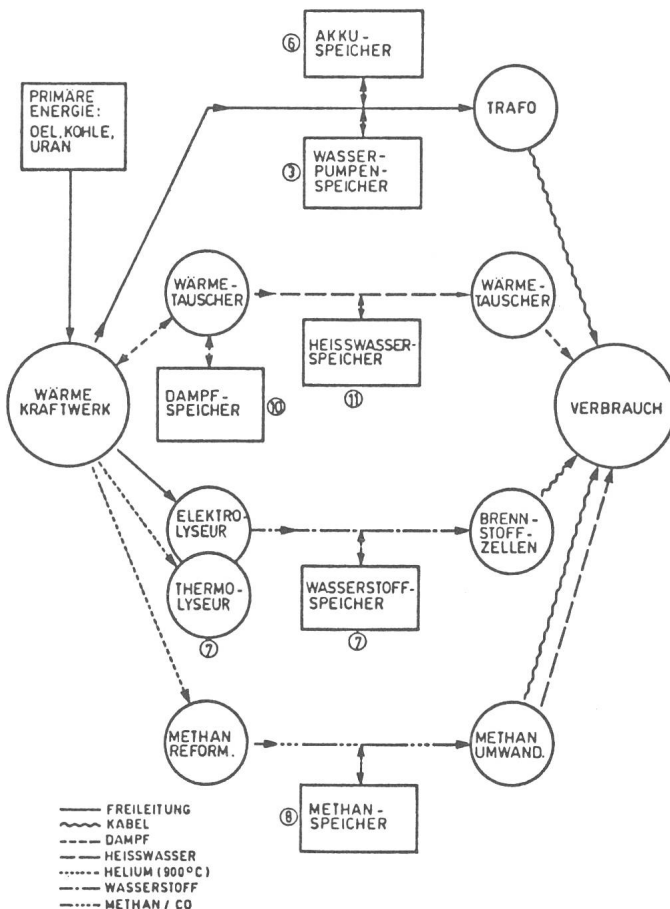 ⑥
AKKU-
SPEICHER
PRIMÄRE
ENERGIE:
OEL, KOHLE,
URAN
TRAFO
③
WASSER-
PUMPEN-
SPEICHER
WÄRME-
TAUSCHER
WÄRME-
TAUSCHER
HEISSWASSER-
SPEICHER
⑪
DAMPF-
SPEICHER
⑩
WÄRME
KRAFTWERK
VERBRAUCH
ELEKTRO-
LYSEUR
THERMO-
LYSEUR
⑦
BRENN-
STOFF-
ZELLEN
WASSERSTOFF-
SPEICHER
⑦
METHAN
REFORM.
METHAN
UMWAND.
⑧
METHAN-
SPEICHER
FREILEITUNG
KABEL
DAMPF
HEISSWASSER
HELIUM (900°C)
WASSERSTOFF
METHAN / CO